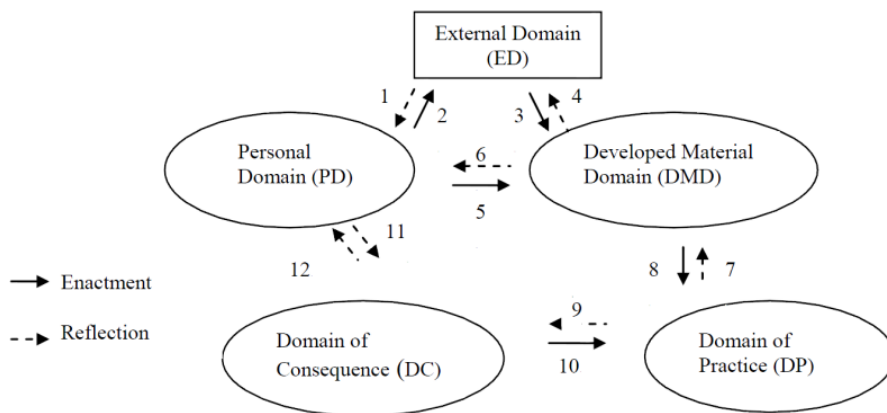 External Domain
(ED)
1
2
3
4
Personal
Domain (PD)
6
5
Developed Material
Domain (DMD)
11
12
8
7
Enactment
Reflection
Domain of
Consequence (DC)
9
10
Domain of
Practice (DP)